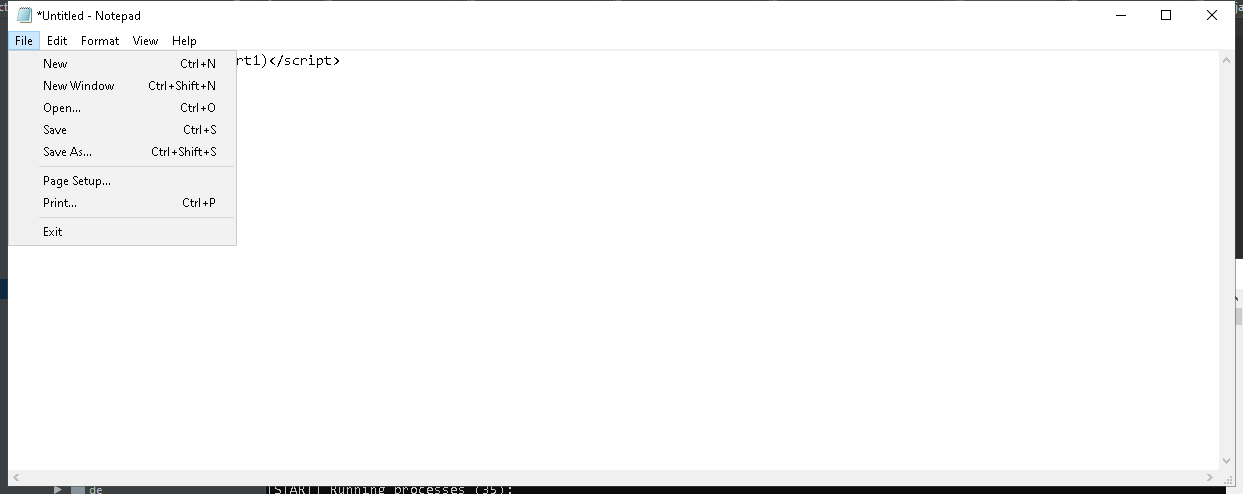 *Untitled - Notepad
File Edit Format View Help
rt1)</script>
New Ctrl+N
New Window Ctrl+Shift+N
Open... Ctrl+O
Save Ctrl+S
Save As... Ctrl+Shift+S
Page Setup...
Print... Ctrl+P
Exit
de [START] Running processes (35):